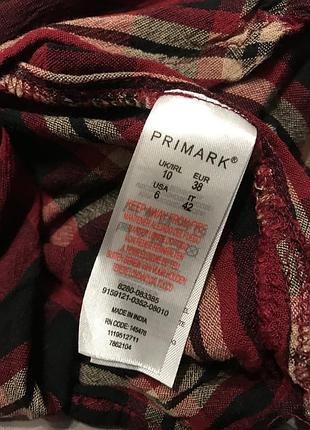 PRIMARK®
UK/IRL EUR
10 38
USA IT
6 42
KEEP AWAY FROM FIRE
8280-083385
9159121-0352-08010
MADE IN INDIA
RN CODE: 145478
1119512711
7862104